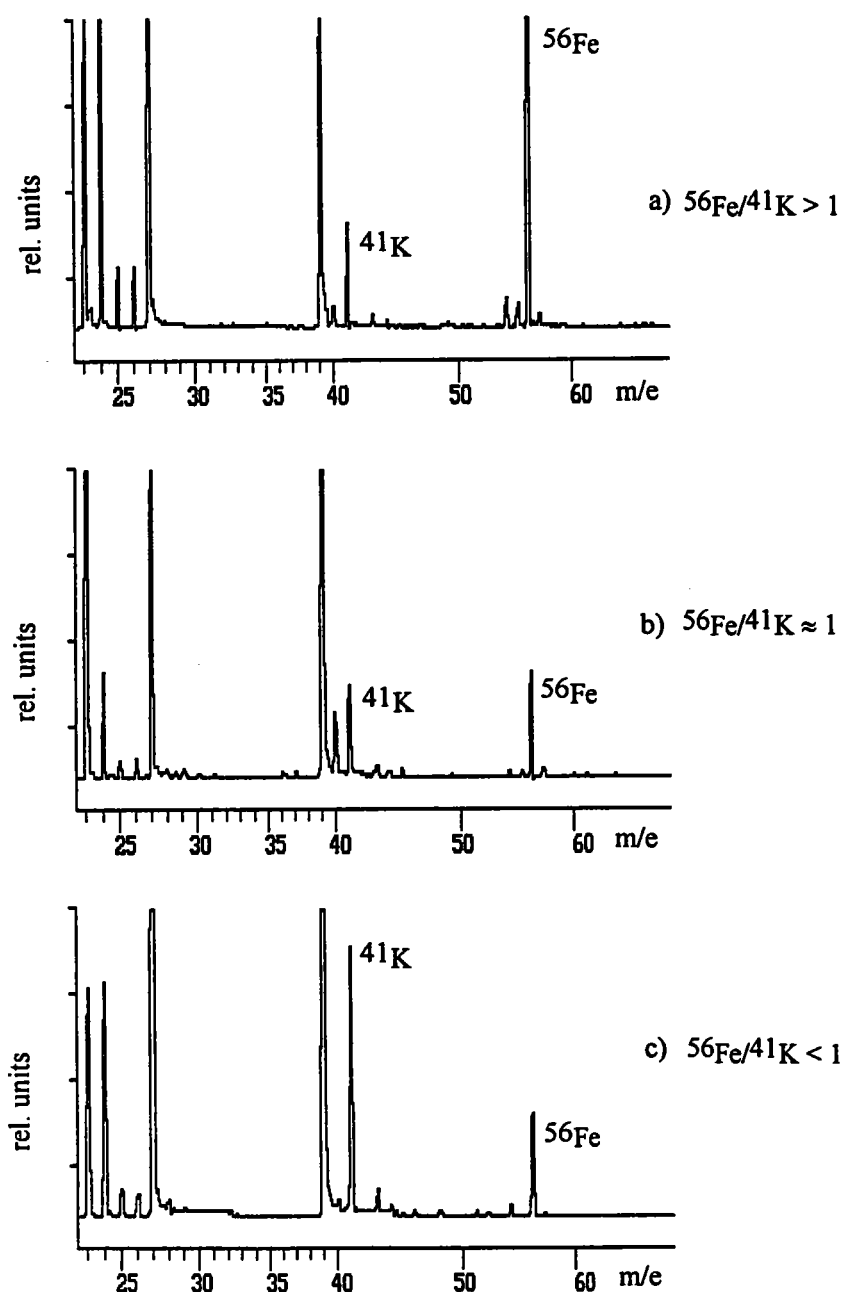 rel. units
⁵⁶Fe
⁴¹K
a) ⁵⁶Fe/⁴¹K > 1
25 30 35 40 50 60 m/e
rel. units
⁴¹K
⁵⁶Fe
b) ⁵⁶Fe/⁴¹K ≈ 1
25 30 35 40 50 60 m/e
rel. units
⁴¹K
⁵⁶Fe
c) ⁵⁶Fe/⁴¹K < 1
25 30 35 40 50 60 m/e